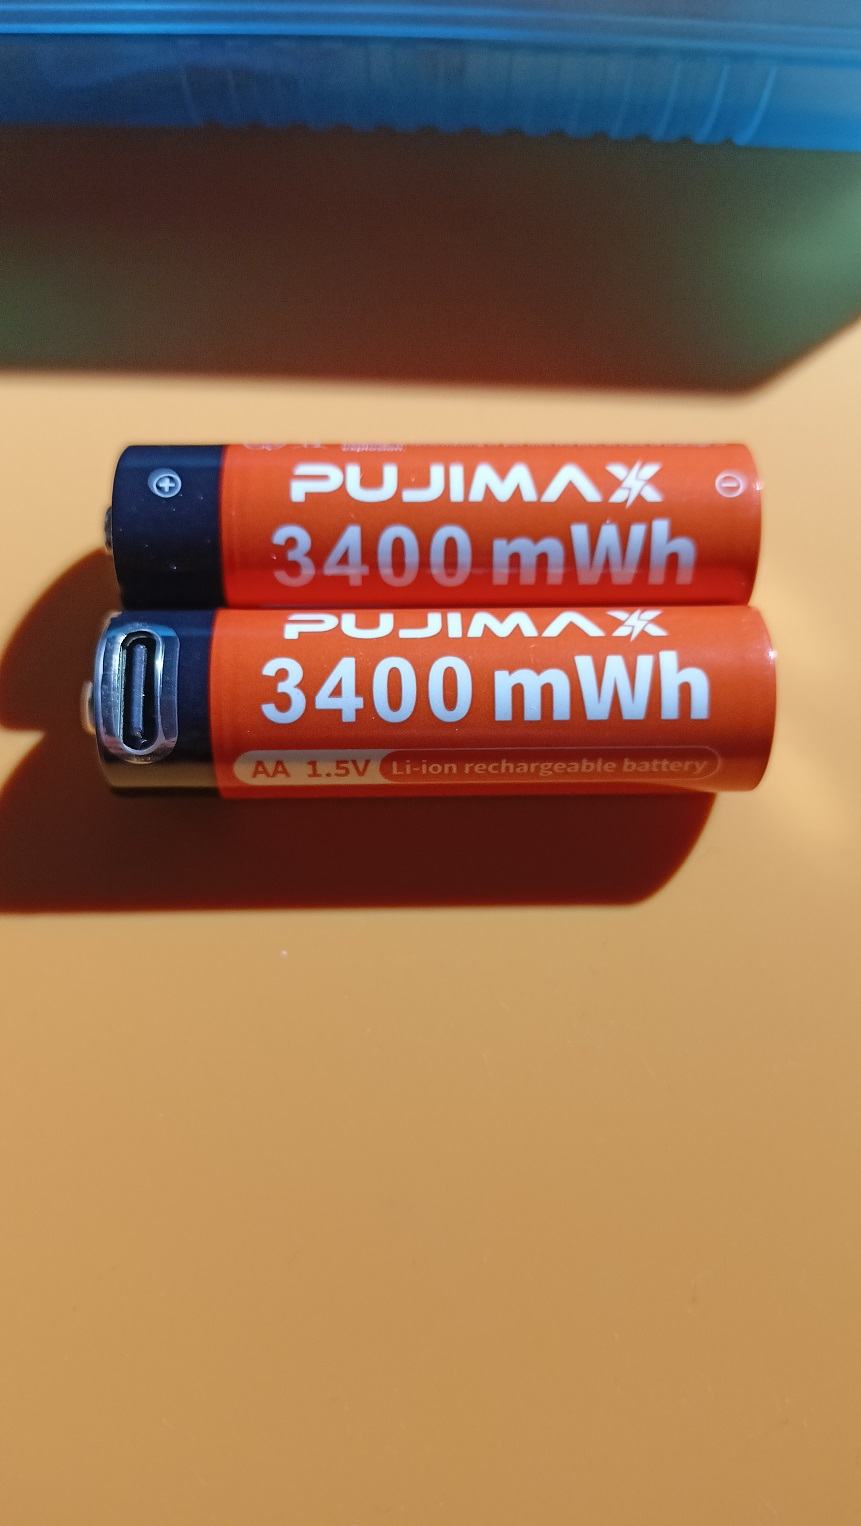 PUJIMAX
3400 mWh
PUJIMAX
3400 mWh
AA 1.5V Li-ion rechargeable battery